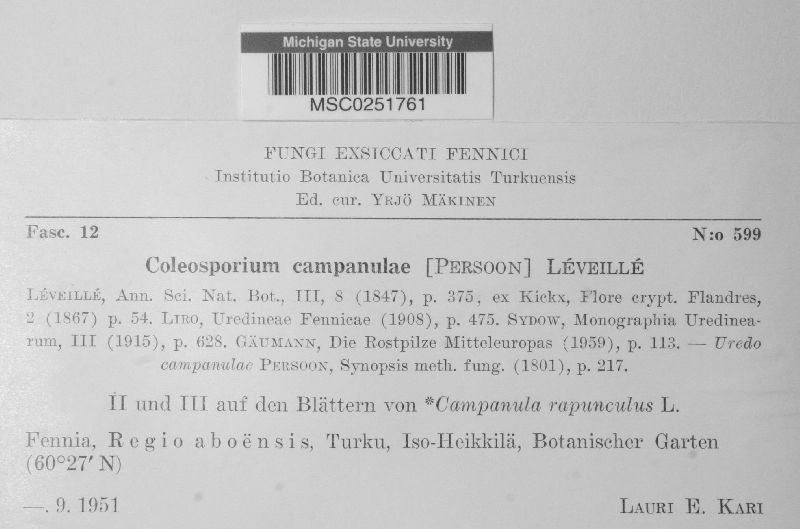 Michigan State University
MSC0251761
FUNGI EXSICCATI FENNICI
Institutio Botanica Universitatis Turkuensis
Ed. cur. YRJÖ MÄKINEN
Fasc. 12 N:o 599
Coleosporium campanulae [PERSOON] LÉVEILLÉ
LÉVEILLÉ, Ann. Sci. Nat. Bot., III, 8 (1847), p. 375, ex Kickx, Flore crypt. Flandres,
2 (1867) p. 54. LIRO, Uredineae Fennicae (1908), p. 475. SYDOW, Monographia Uredinea-
rum, III (1915), p. 628. GÄUMANN, Die Rostpilze Mitteleuropas (1959), p. 113. — Uredo
campanulae PERSOON, Synopsis meth. fung. (1801), p. 217.
II und III auf den Blättern von *Campanula rapunculus L.
Fennia, Regio aboënsis, Turku, Iso-Heikkilä, Botanischer Garten
(60°27′ N)
—. 9. 1951 LAURI E. KARI